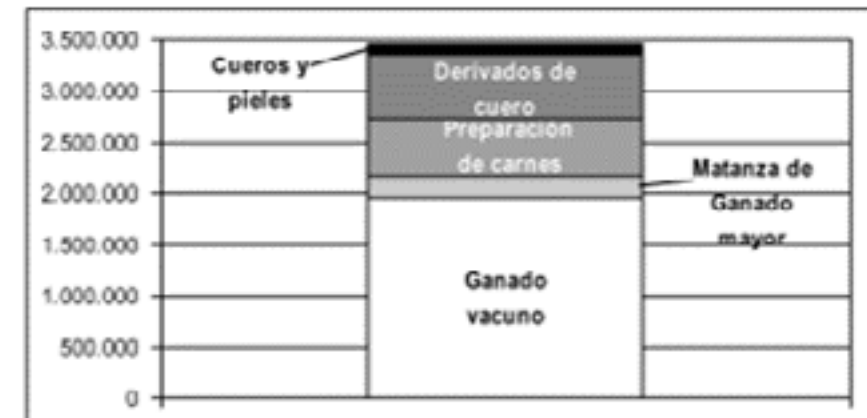 3.500.000
3.000.000
2.500.000
2.000.000
1.500.000
1.000.000
500.000
0
Cueros y
pieles
Derivados de
cuero
Preparación
de carnes
Matanza de
Ganado
mayor
Ganado
vacuno